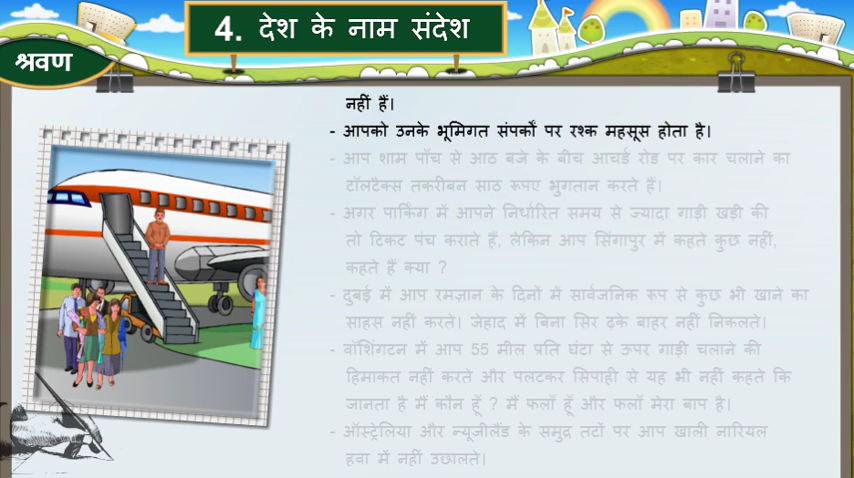 4. देश के नाम संदेश
श्रवण
नहीं हैं।
- आपको उनके भूमिगत संपर्कों पर रश्क महसूस होता है।
- आप शाम पाँच से आठ बजे के बीच आचर्ड रोड पर कार चलाने का
टॉलटैक्स तकरीबन साठ रूपए भुगतान करते हैं।
- अगर पार्किंग में आपने निर्धारित समय से ज्यादा गाड़ी खड़ी की
तो टिकट पंच कराते हैं, लेकिन आप सिंगापुर में कहते कुछ नहीं,
कहते हैं क्या ?
- दुबई में आप रमज़ान के दिनों में सार्वजनिक रूप से कुछ भी खाने का
साहस नहीं करते। जेहाद में बिना सिर ढ़के बाहर नहीं निकलते।
- वॉशिंगटन में आप 55 मील प्रति घंटा से ऊपर गाड़ी चलाने की
हिमाकत नहीं करते और पलटकर सिपाही से यह भी नहीं कहते कि
जानता है मैं कौन हूँ ? मैं फलाँ हूँ और फलाँ मेरा बाप है।
- ऑस्ट्रेलिया और न्यूजीलैंड के समुद्र तटों पर आप खाली नारियल
हवा में नहीं उछालते।